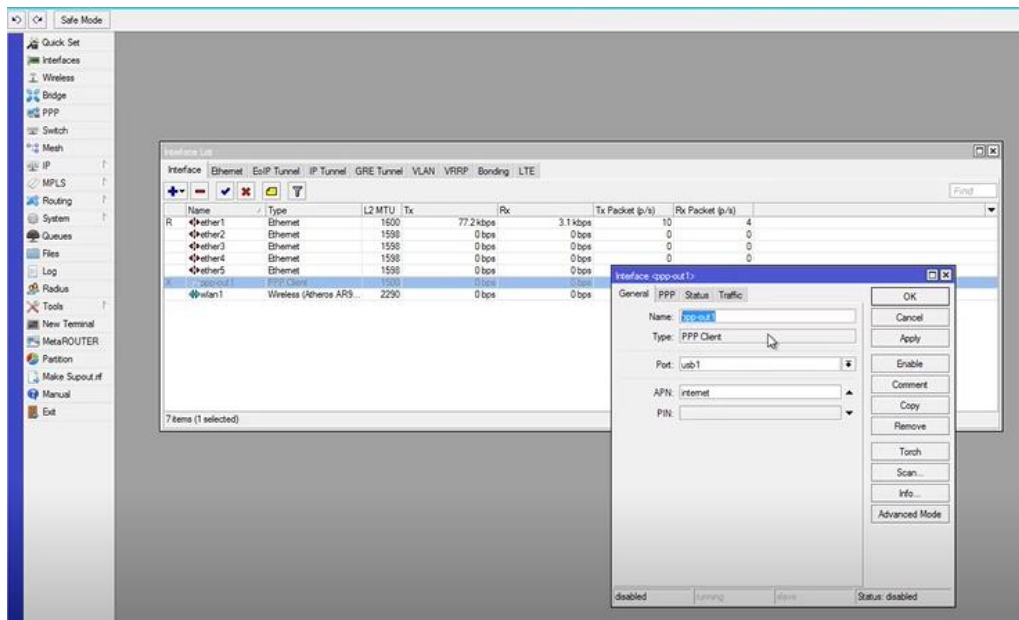 Safe Mode
Quick Set
Interfaces
Wireless
Bridge
PPP
Switch
Mesh
IP
MPLS
Routing
System
Queues
Files
Log
Radius
Tools
New Terminal
MetaROUTER
Partition
Make Supout.rif
Manual
Exit
Interface List
Interface Ethernet EoIP Tunnel IP Tunnel GRE Tunnel VLAN VRRP Bonding LTE
Find
Name Type L2 MTU Tx Rx Tx Packet (p/s) Rx Packet (p/s)
R ether1 Ethernet 1600 77.2 kbps 3.1 kbps 10 4
ether2 Ethernet 1598 0 bps 0 bps 0 0
ether3 Ethernet 1598 0 bps 0 bps 0 0
ether4 Ethernet 1598 0 bps 0 bps 0 0
ether5 Ethernet 1598 0 bps 0 bps
X ppp-out1 PPP Client 1500 0 bps 0 bps
wlan1 Wireless (Atheros AR9... 2290 0 bps 0 bps
7 items (1 selected)
Interface <ppp-out1>
General PPP Status Traffic
Name: ppp-out1
Type: PPP Client
Port: usb1
APN: internet
PIN:
OK
Cancel
Apply
Enable
Comment
Copy
Remove
Torch
Scan...
Info...
Advanced Mode
disabled running slave Status: disabled